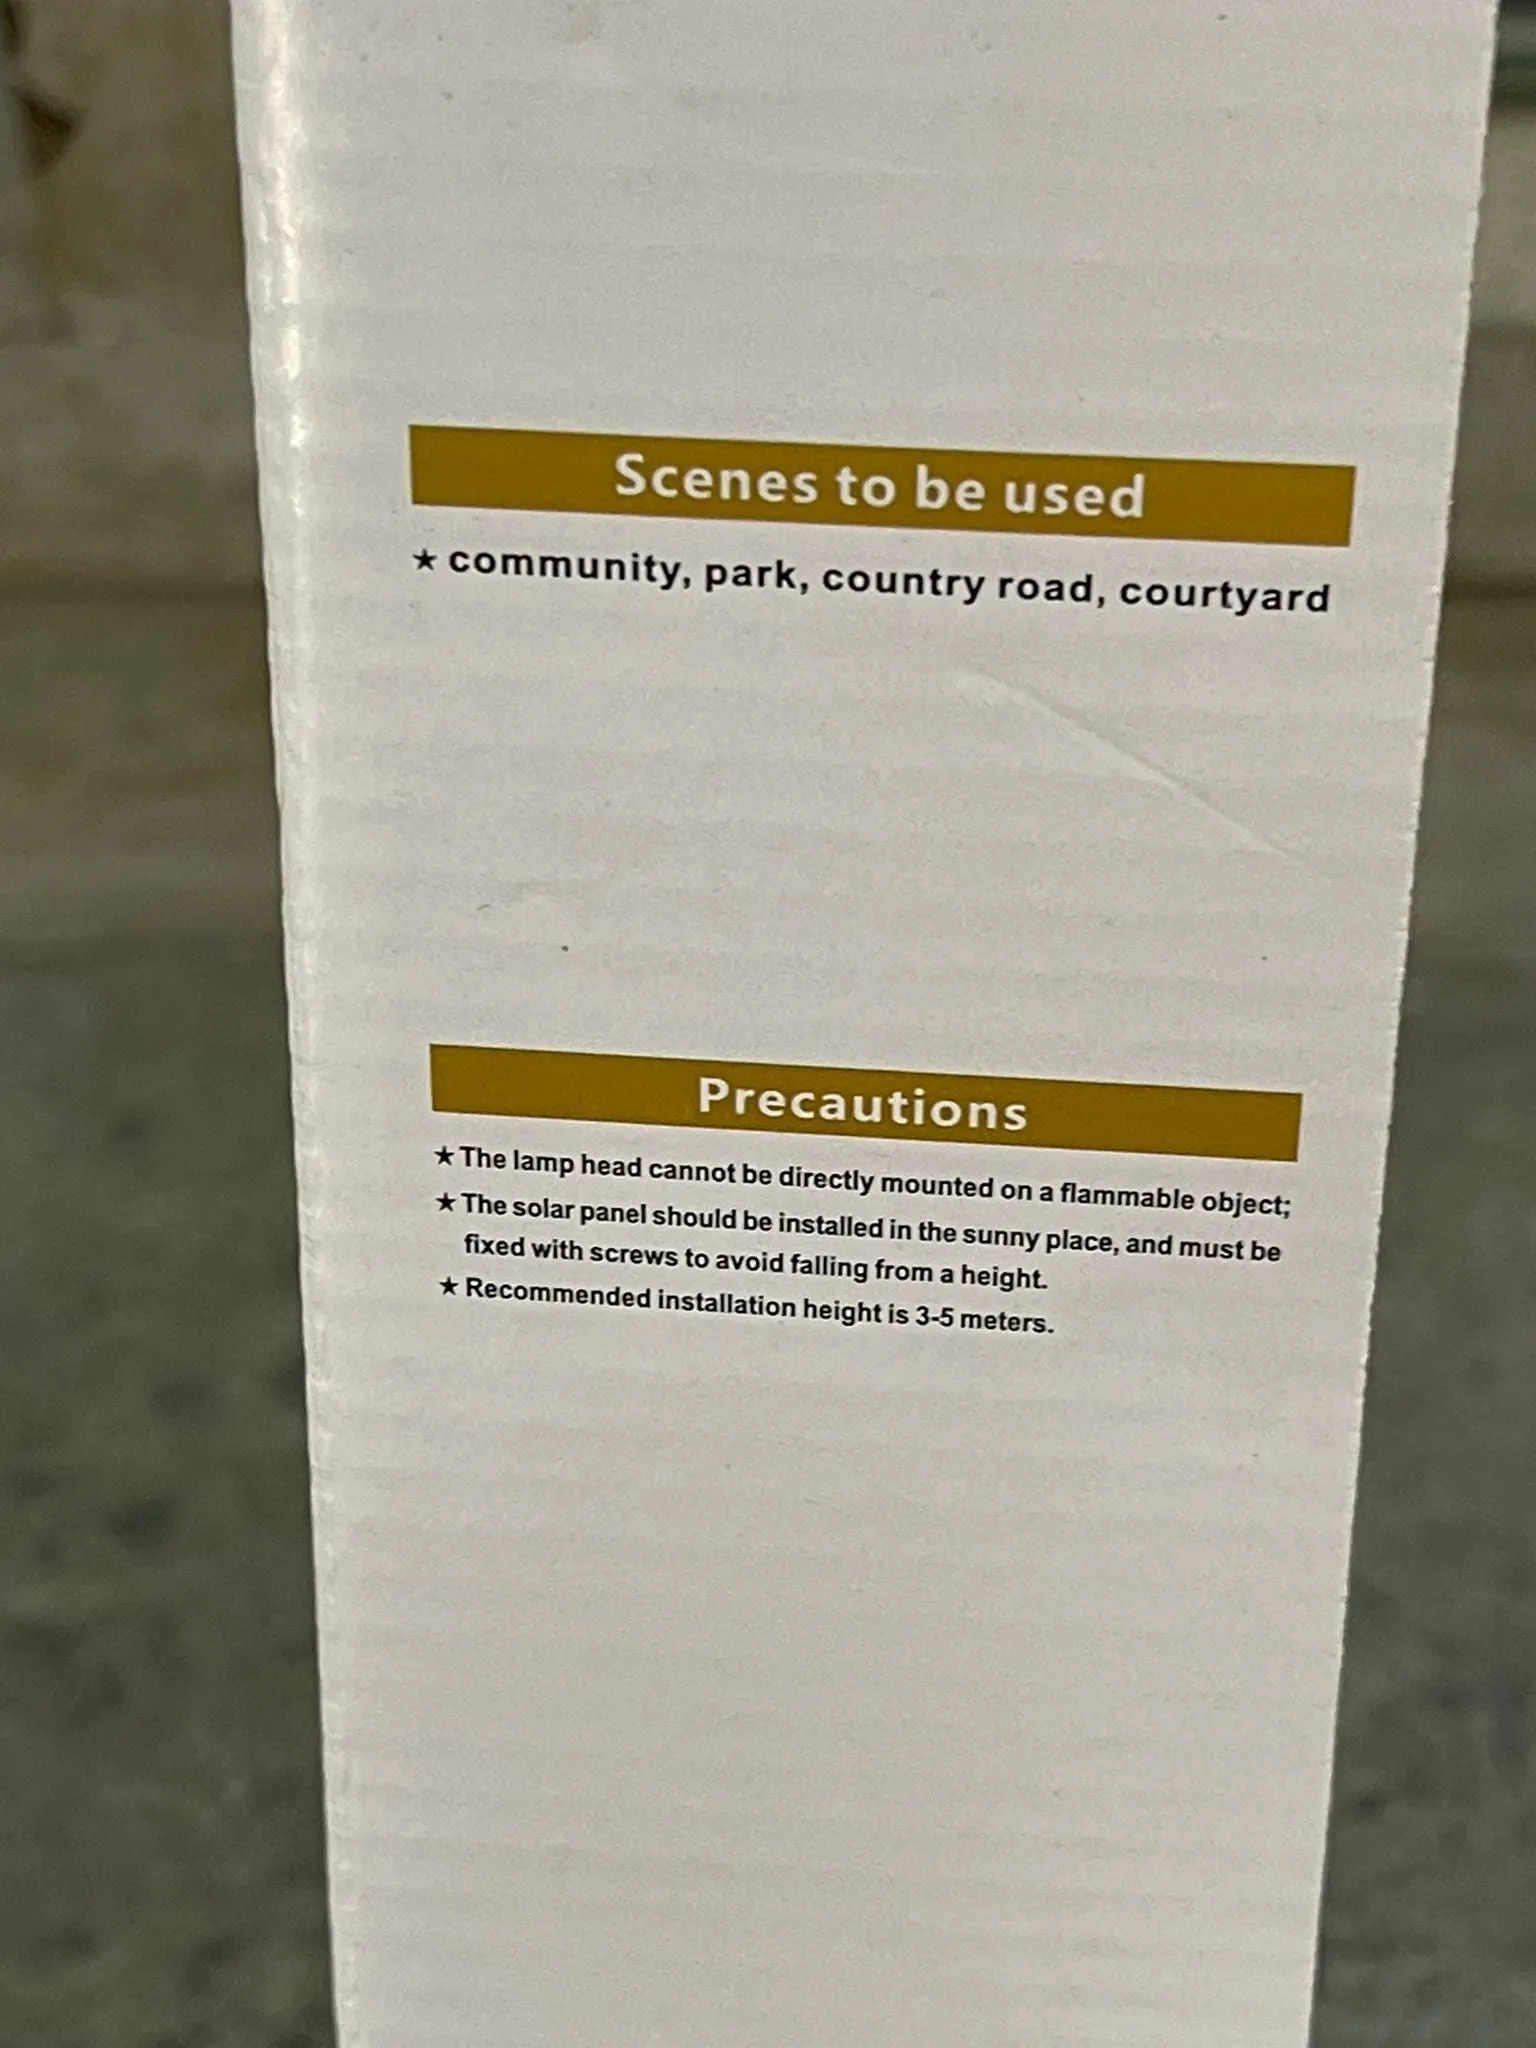 Scenes to be used
★ community, park, country road, courtyard
Precautions
★ The lamp head cannot be directly mounted on a flammable object;
★ The solar panel should be installed in the sunny place, and must be
fixed with screws to avoid falling from a height.
★ Recommended installation height is 3-5 meters.